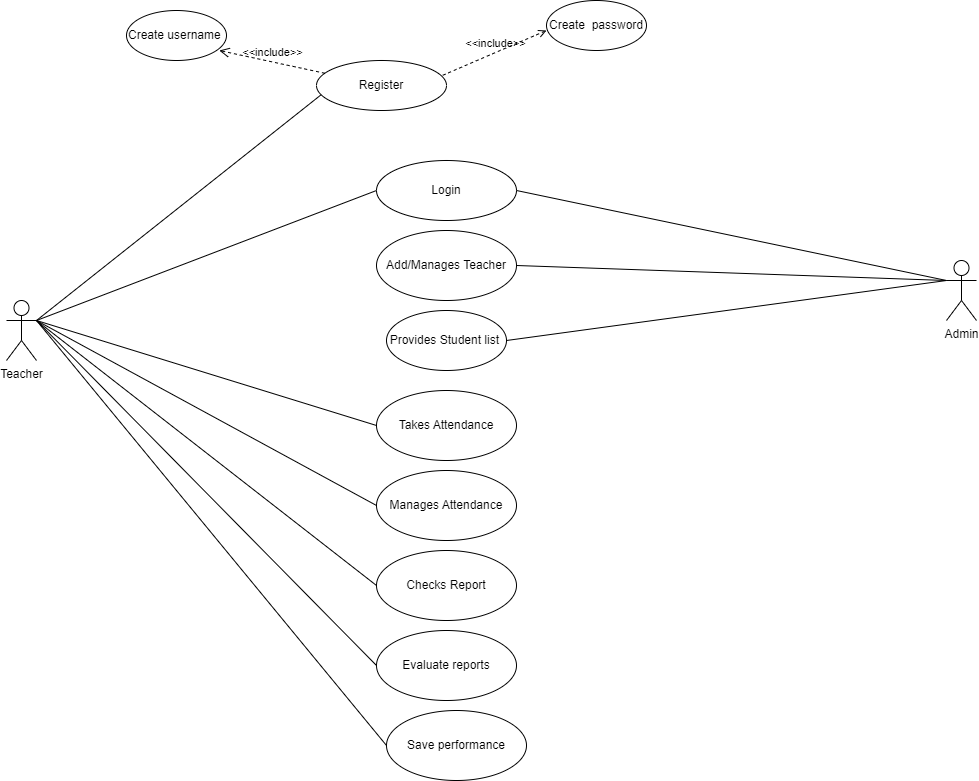 Create username
Create  password
<<include>>
<<include>>
Register
Login
Add/Manages Teacher
Provides Student list
Teacher
Admin
Takes Attendance
Manages Attendance
Checks Report
Evaluate reports
Save performance